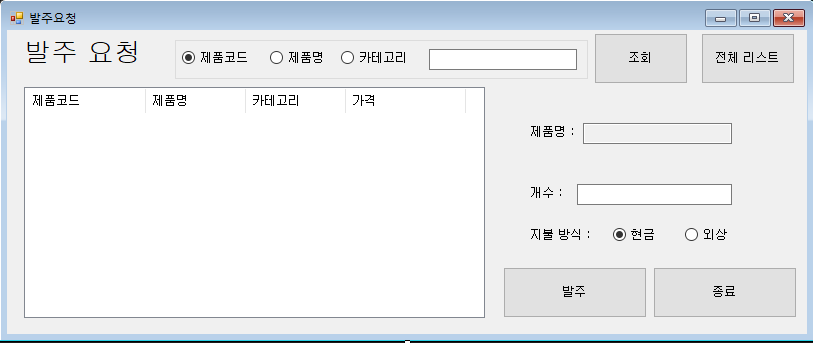 발주요청
발주 요청
제품코드 제품명 카테고리 조회 전체 리스트
제품코드 제품명 카테고리 가격
제품명 :
개수 :
지불 방식 : 현금 외상
발주 종료